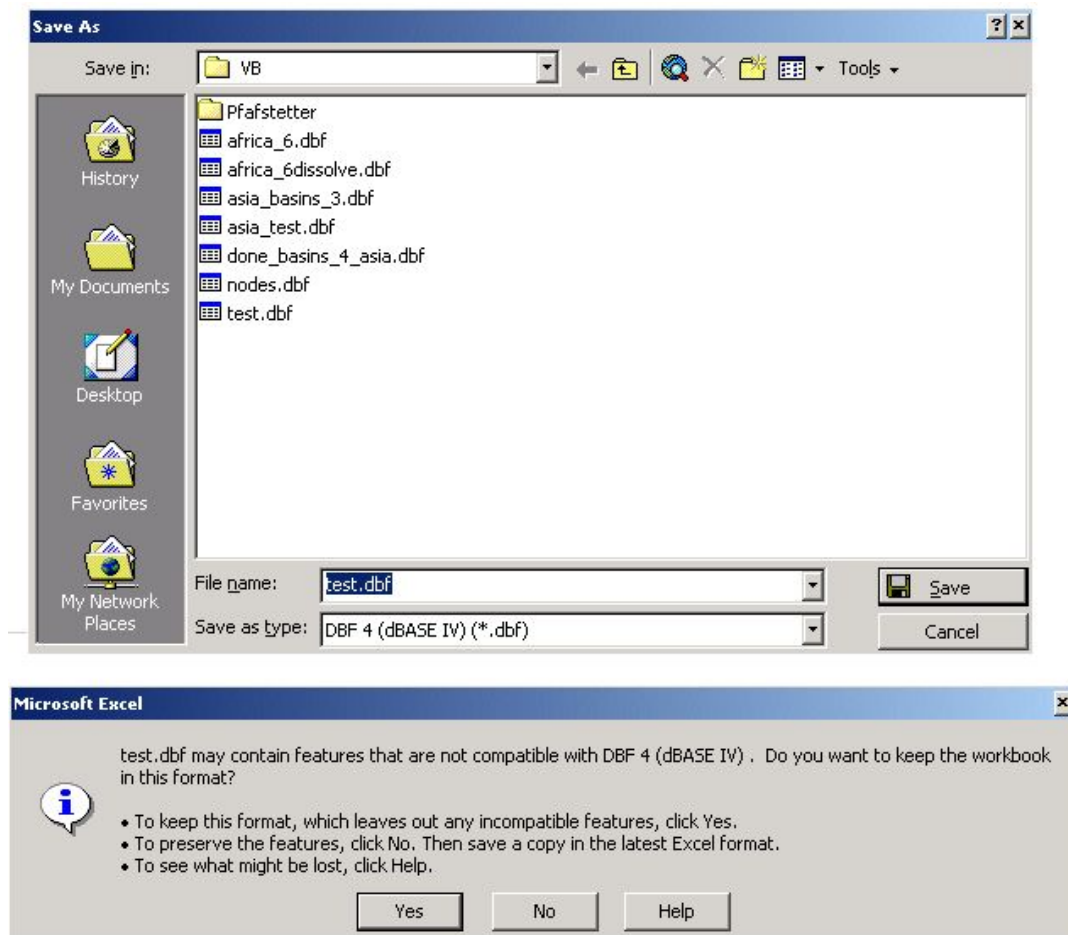 Save As
Save in:
VB
Tools
Pfafstetter
africa_6.dbf
africa_6dissolve.dbf
asia_basins_3.dbf
asia_test.dbf
done_basins_4_asia.dbf
nodes.dbf
test.dbf
History
My Documents
Desktop
Favorites
My Network
Places
File name:
test.dbf
Save
Save as type:
DBF 4 (dBASE IV) (*.dbf)
Cancel
Microsoft Excel
test.dbf may contain features that are not compatible with DBF 4 (dBASE IV) .  Do you want to keep the workbook
in this format?
• To keep this format, which leaves out any incompatible features, click Yes.
• To preserve the features, click No. Then save a copy in the latest Excel format.
• To see what might be lost, click Help.
Yes
No
Help